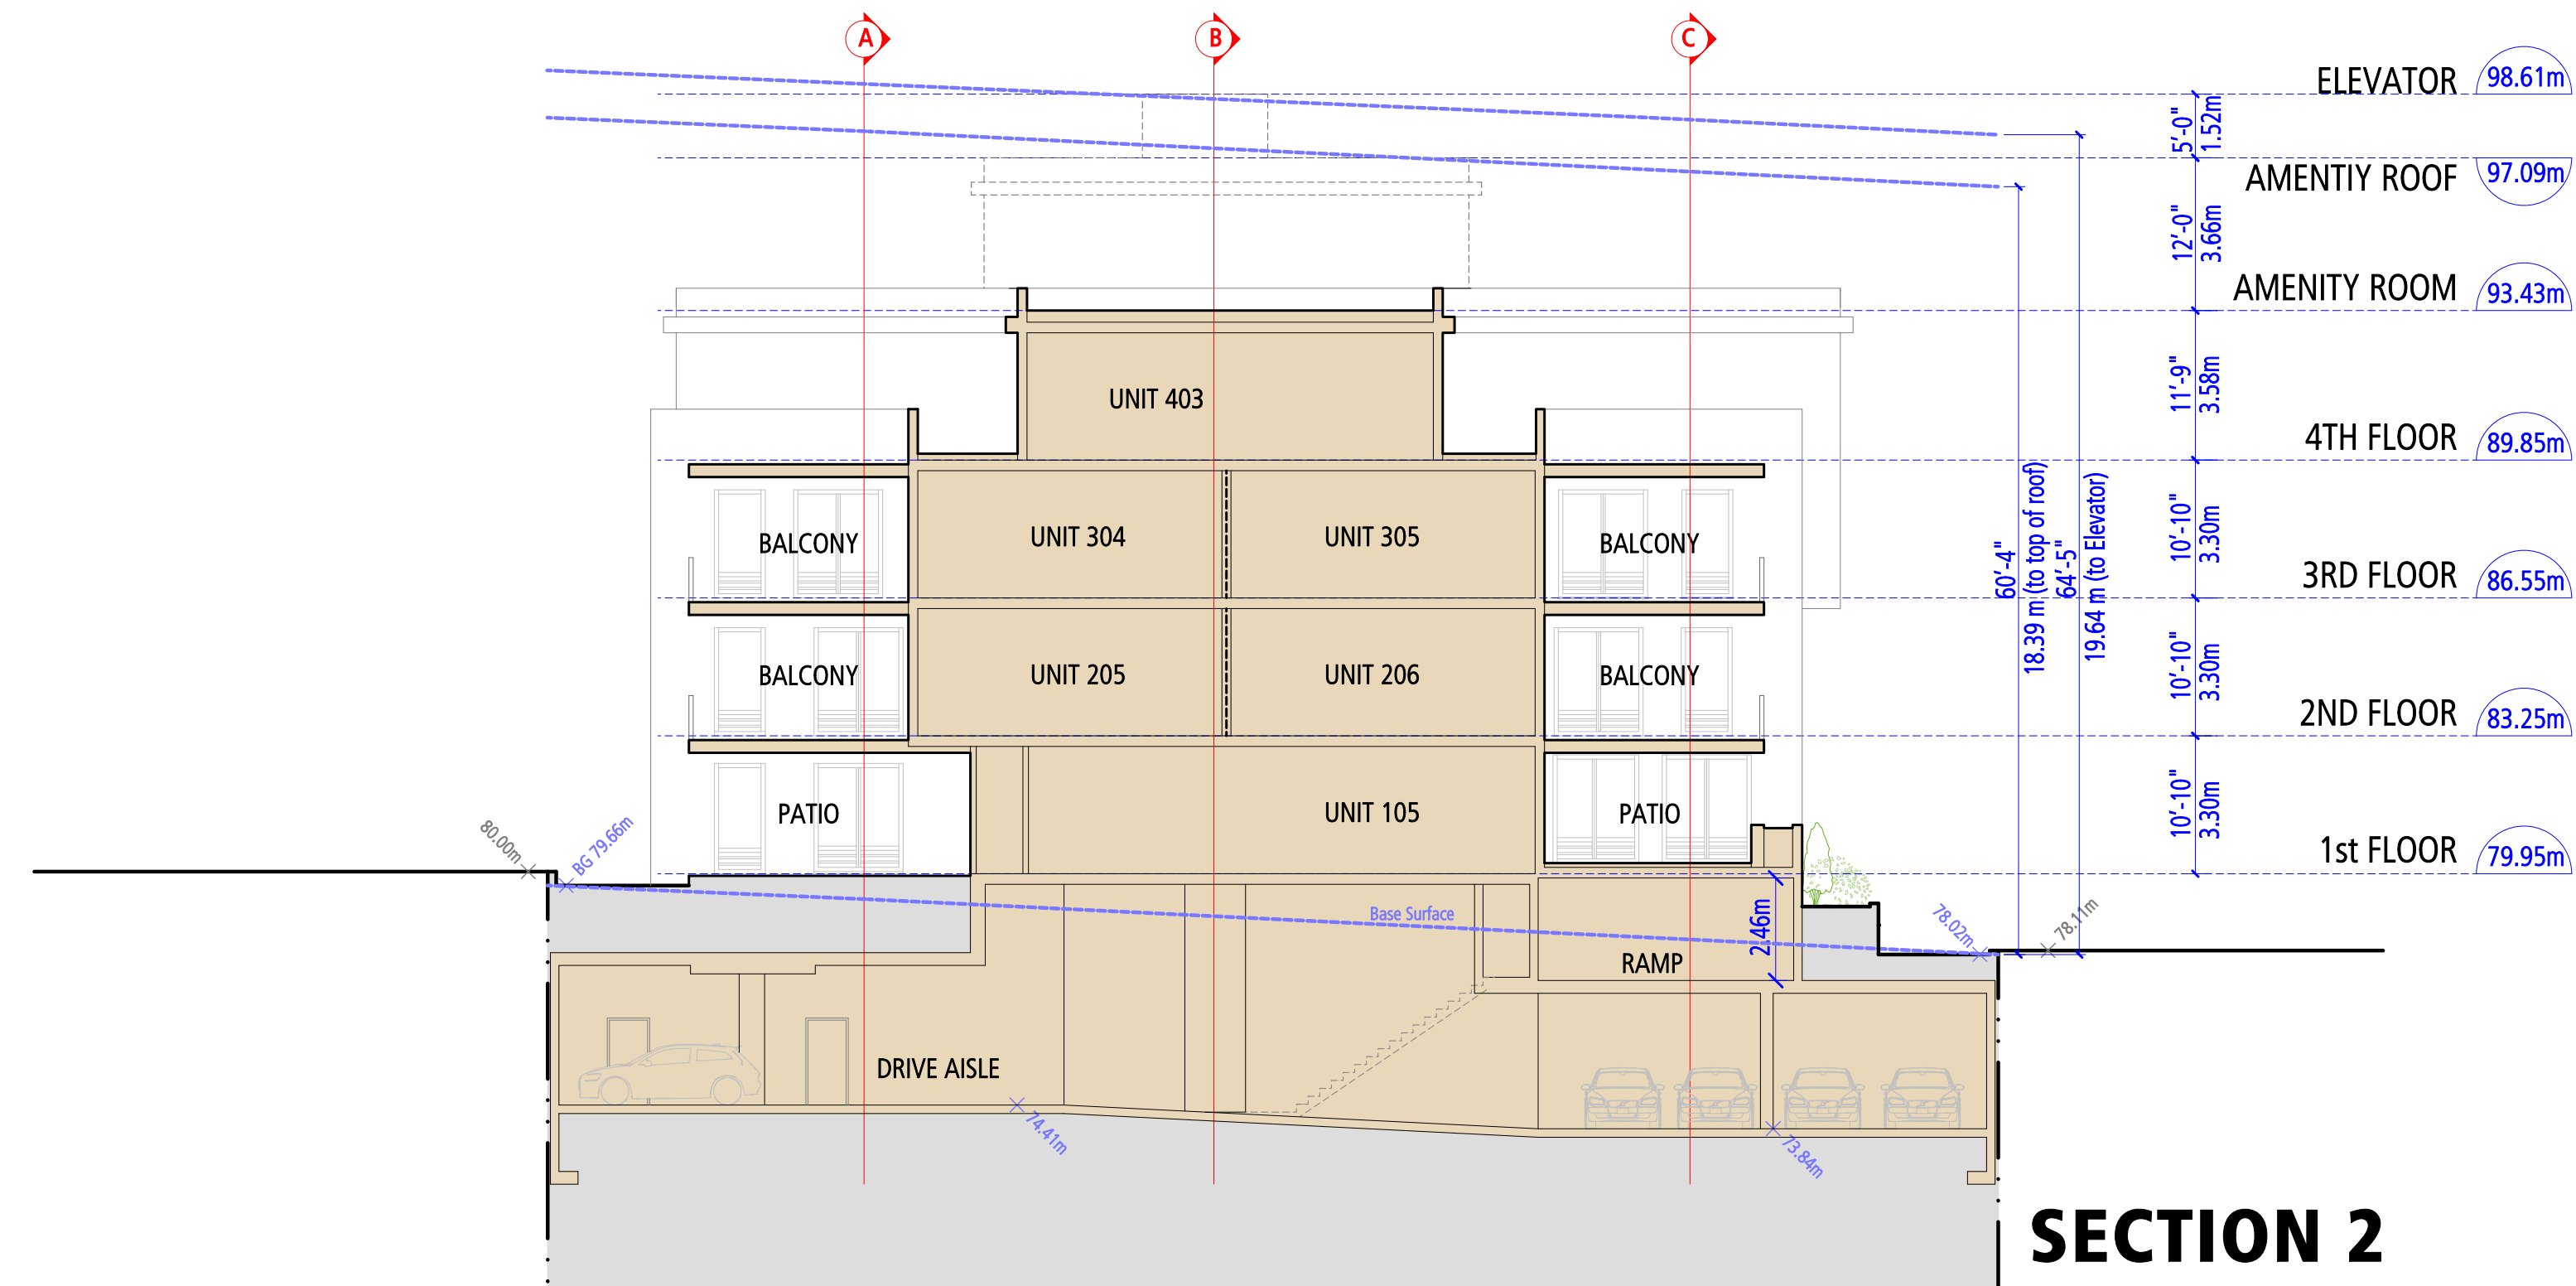 A
B
C
ELEVATOR 98.61m
5'-0"
1.52m
AMENTIY ROOF 97.09m
12'-0"
3.66m
AMENITY ROOM 93.43m
11'-9"
3.58m
UNIT 403
4TH FLOOR 89.85m
10'-10"
3.30m
BALCONY
UNIT 304
UNIT 305
BALCONY
60'-4"
18.39 m (to top of roof)
64'-5"
19.64 m (to Elevator)
3RD FLOOR 86.55m
10'-10"
3.30m
BALCONY
UNIT 205
UNIT 206
BALCONY
2ND FLOOR 83.25m
10'-10"
3.30m
PATIO
UNIT 105
PATIO
1st FLOOR 79.95m
80.00m
BG 79.66m
Base Surface
2.46m
78.02m
78.11m
RAMP
DRIVE AISLE
74.41m
73.84m
SECTION 2